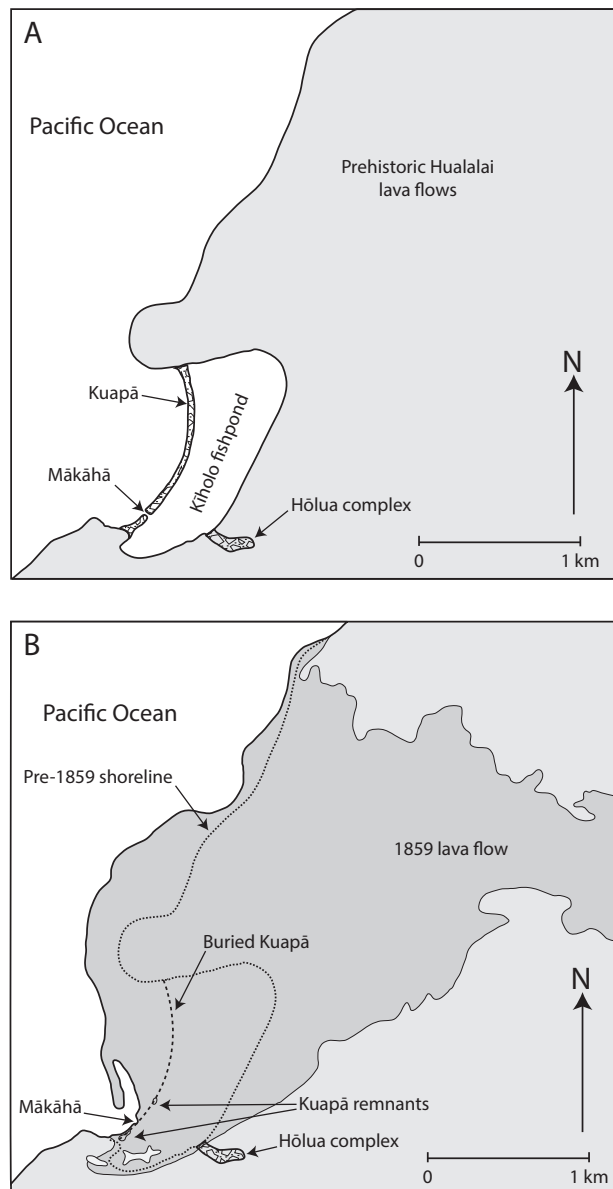 A
Pacific Ocean
Prehistoric Hualalai
lava flows
N
Kuapā
Kīholo fishpond
Mākāhā
Hōlua complex
0
1 km
B
Pacific Ocean
Pre-1859 shoreline
1859 lava flow
Buried Kuapā
N
Mākāhā
Kuapā remnants
Hōlua complex
0
1 km